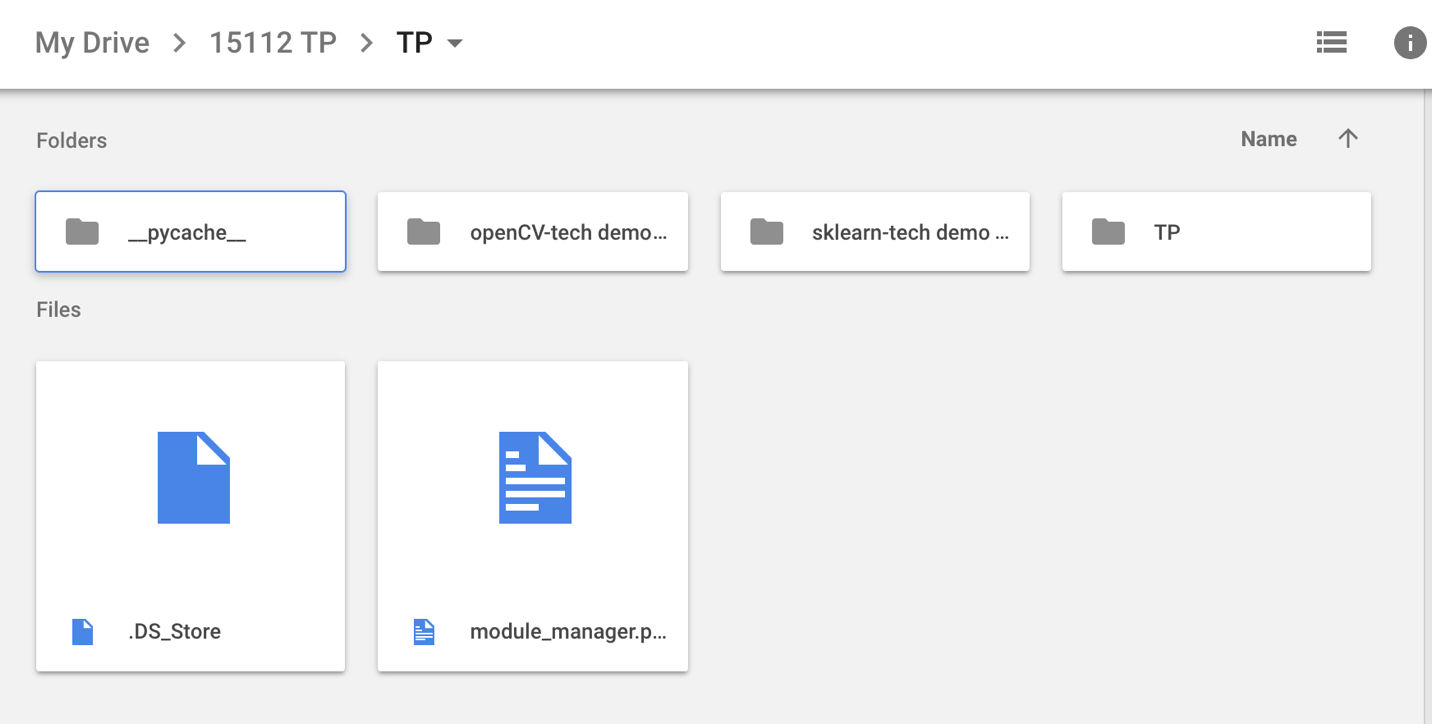 My Drive > 15112 TP > TP
Folders
Name
__pycache__
openCV-tech demo...
sklearn-tech demo ...
TP
Files
.DS_Store
module_manager.p...